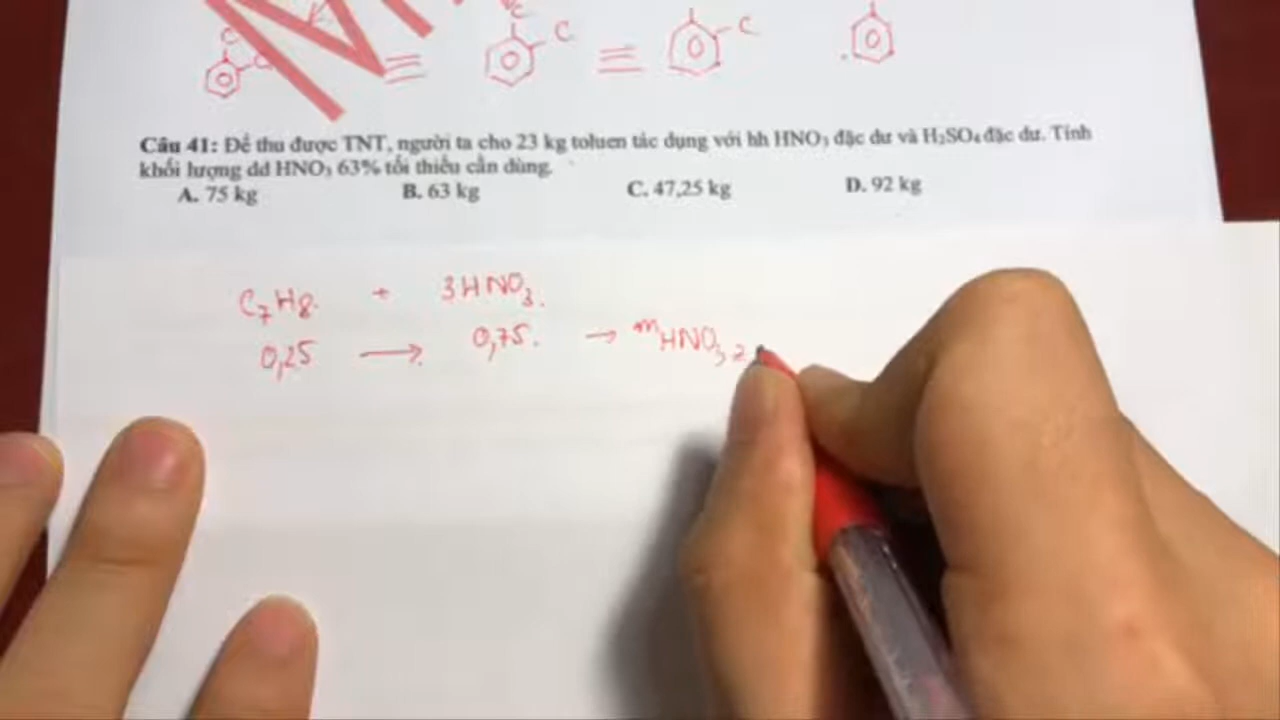 C
C
C
C
Câu 41: Để thu được TNT, người ta cho 23 kg toluen tác dụng với hh HNO₃ đặc dư và H₂SO₄ đặc dư. Tính
khối lượng dd HNO₃ 63% tối thiểu cần dùng.
A. 75 kg B. 63 kg C. 47,25 kg D. 92 kg
C₇H₈. + 3HNO₃.
0,25 → 0,75. → mHNO₃ 2